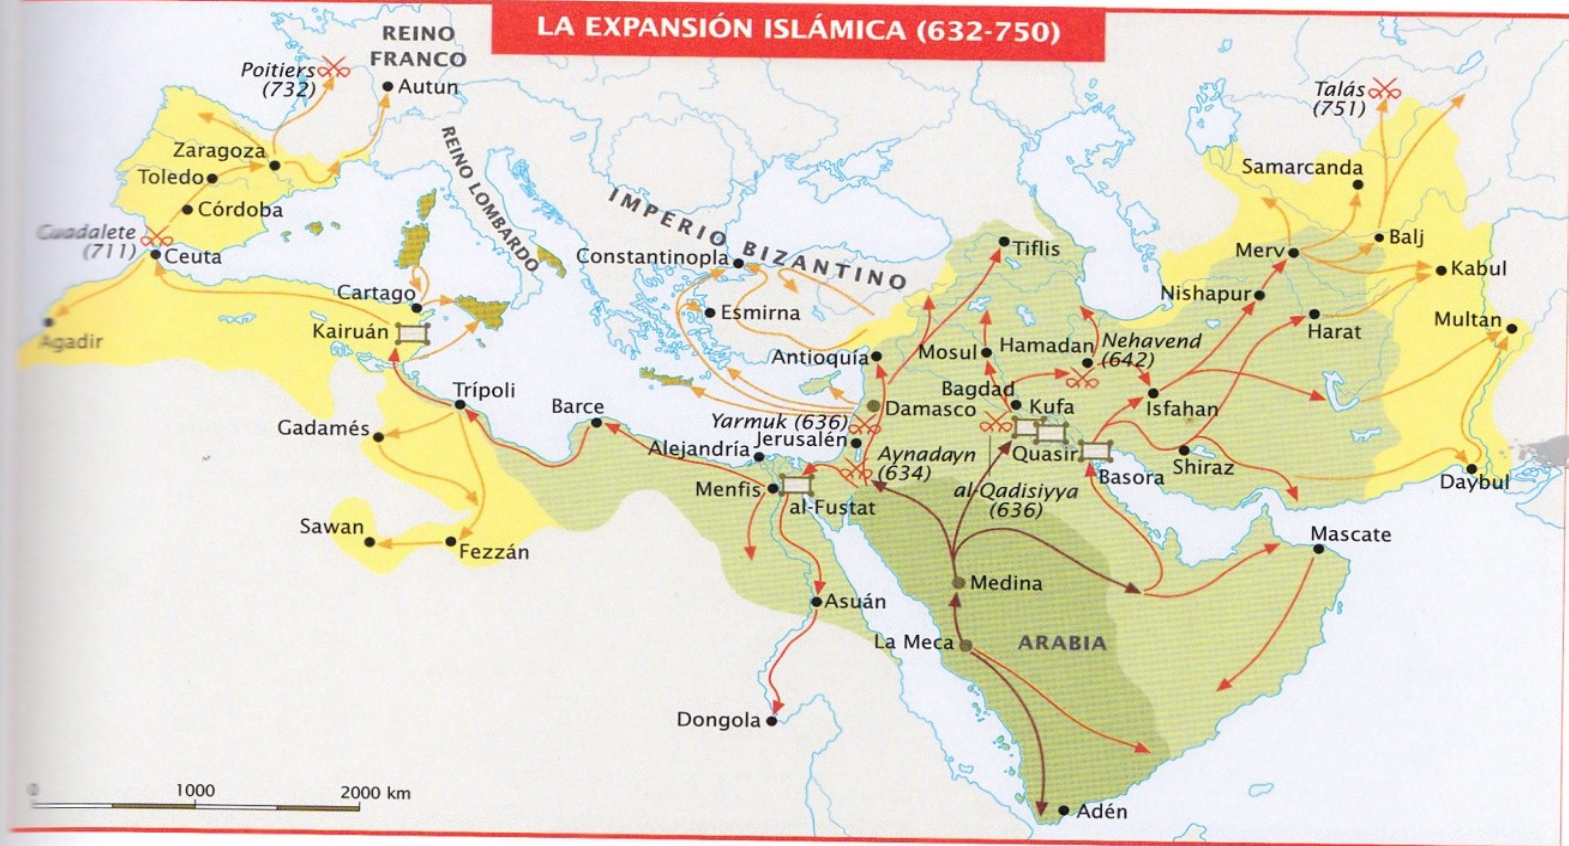 LA EXPANSIÓN ISLÁMICA (632-750)
REINO
FRANCO
Poitiers
(732)
Autun
Talás
(751)
Zaragoza
Toledo
Córdoba
REINO LOMBARDO
IMPERIO BIZANTINO
Samarcanda
Guadalete
(711)
Ceuta
Constantinopla
Tiflis
Merv
Balj
Kabul
Cartago
Kairuán
Esmirna
Nishapur
Harat
Multán
Agadir
Antioquía
Mosul
Hamadan
Nehavend
(642)
Trípoli
Barce
Bagdad
Damasco
Kufa
Isfahan
Gadamés
Yarmuk (636)
Alejandría
Jerusalén
Aynadayn
(634)
Quasir
Shiraz
Basora
Daybul
Menfis
al-Fustat
al-Qadisiyya
(636)
Sawan
Fezzán
Mascate
Medina
Asuán
La Meca
ARABIA
Dongola
0 1000 2000 km
Adén